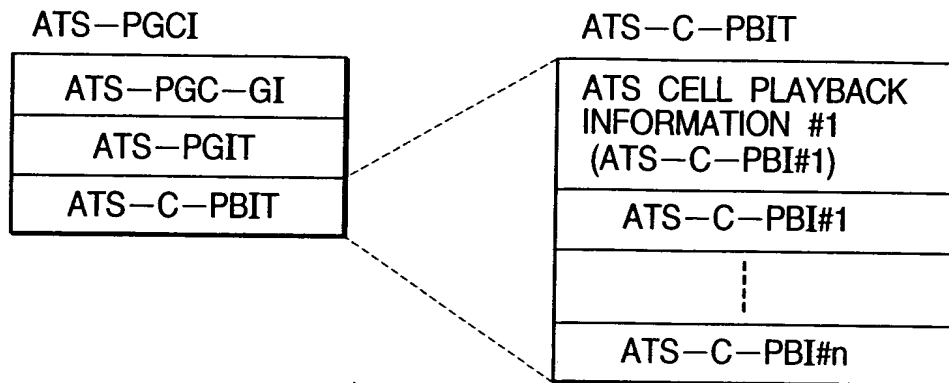 ATS-PGCI
ATS-PGC-GI
ATS-PGIT
ATS-C-PBIT
ATS-C-PBIT
ATS CELL PLAYBACK
INFORMATION #1
(ATS-C-PBI#1)
ATS-C-PBI#1
ATS-C-PBI#n